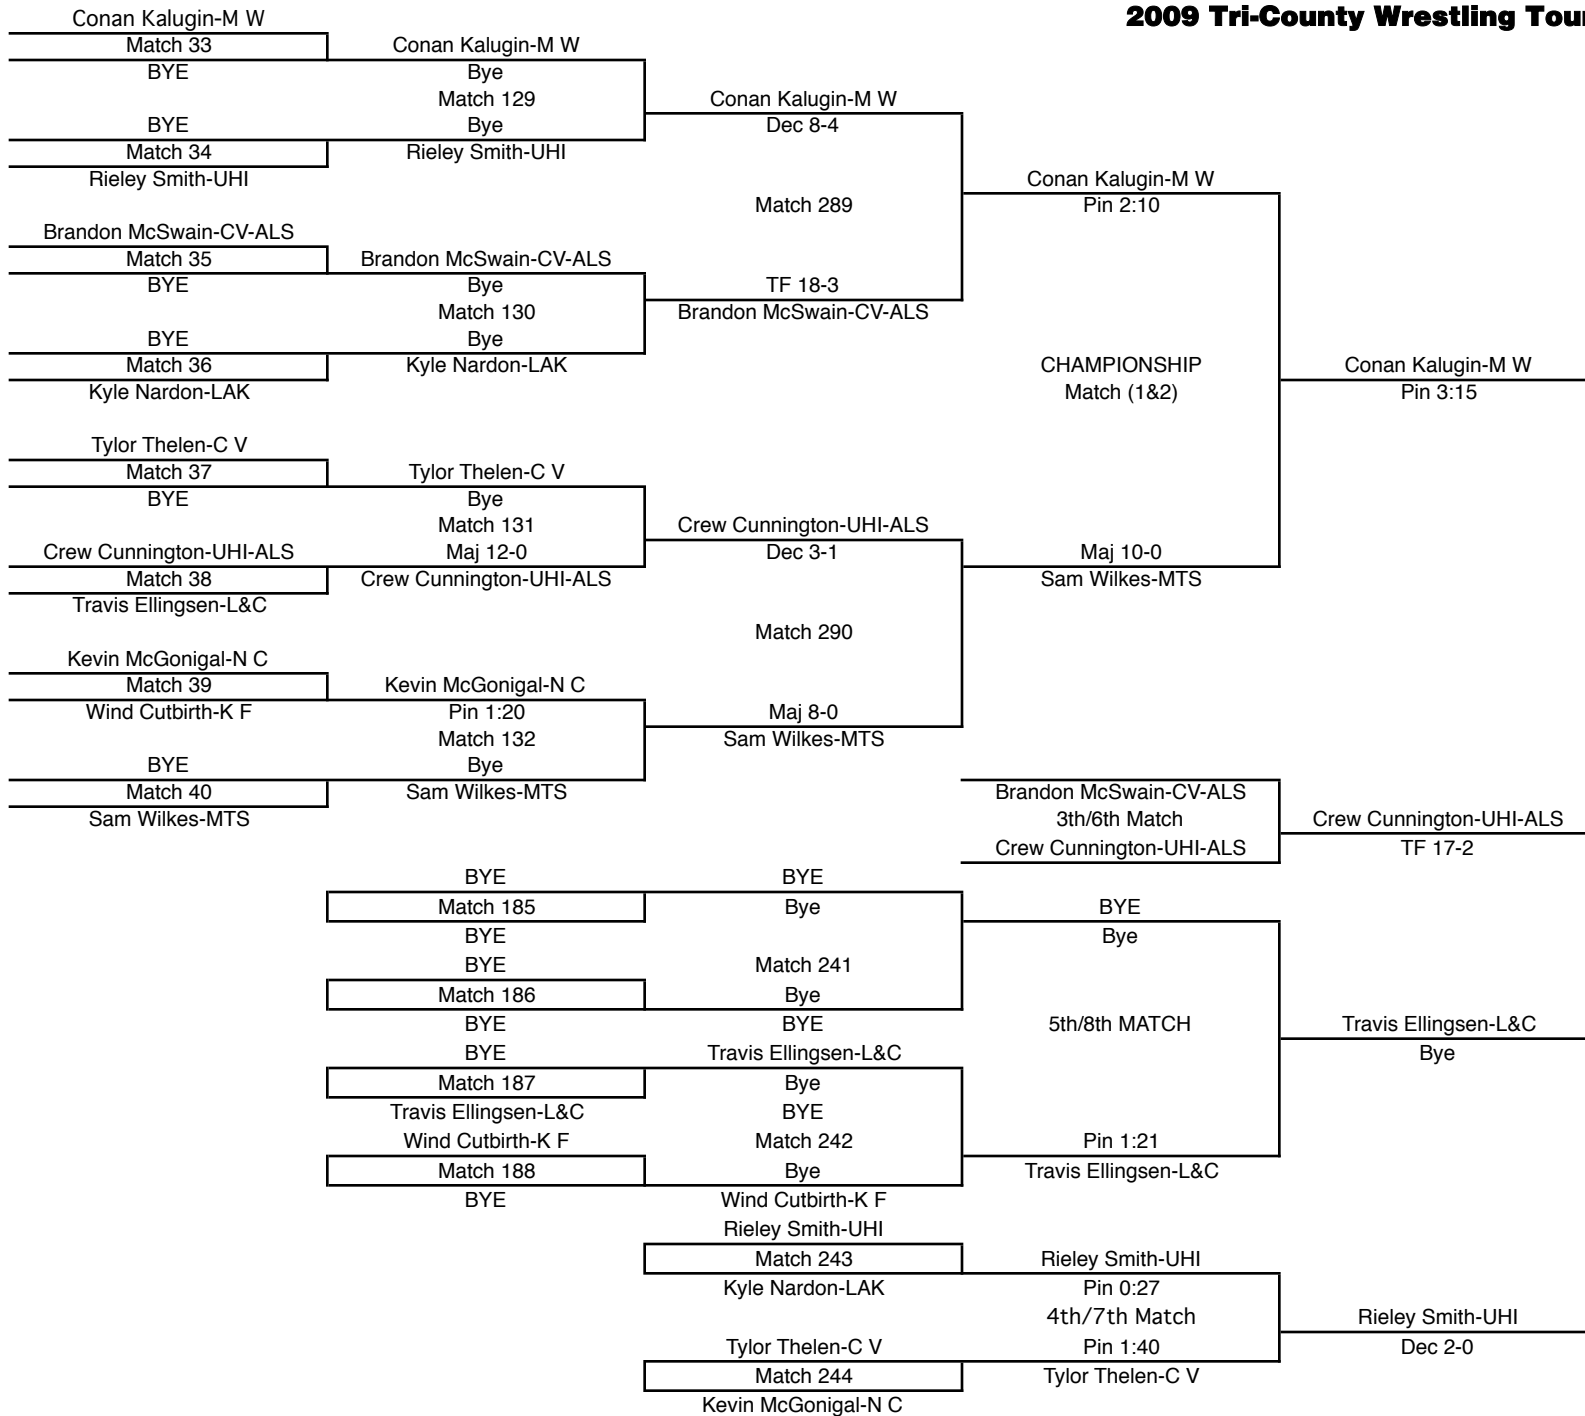 2009 Tri-County Wrestling Tour
Conan Kalugin-M W
Match 33
BYE
BYE
Match 34
Rieley Smith-UHI
Brandon McSwain-CV-ALS
Match 35
BYE
BYE
Match 36
Kyle Nardon-LAK
Tylor Thelen-C V
Match 37
BYE
Crew Cunnington-UHI-ALS
Match 38
Travis Ellingsen-L&C
Kevin McGonigal-N C
Match 39
Wind Cutbirth-K F
BYE
Match 40
Sam Wilkes-MTS
Conan Kalugin-M W
Bye
Match 129
Bye
Rieley Smith-UHI
Brandon McSwain-CV-ALS
Bye
Match 130
Bye
Kyle Nardon-LAK
Tylor Thelen-C V
Bye
Match 131
Maj 12-0
Crew Cunnington-UHI-ALS
Kevin McGonigal-N C
Pin 1:20
Match 132
Bye
Sam Wilkes-MTS
Conan Kalugin-M W
Dec 8-4
Match 289
TF 18-3
Brandon McSwain-CV-ALS
Crew Cunnington-UHI-ALS
Dec 3-1
Match 290
Maj 8-0
Sam Wilkes-MTS
Conan Kalugin-M W
Pin 2:10
CHAMPIONSHIP
Match (1&2)
Maj 10-0
Sam Wilkes-MTS
Conan Kalugin-M W
Pin 3:15
Brandon McSwain-CV-ALS
3th/6th Match
Crew Cunnington-UHI-ALS
Crew Cunnington-UHI-ALS
TF 17-2
BYE
Match 185
BYE
BYE
Match 186
BYE
BYE
Match 187
Travis Ellingsen-L&C
Wind Cutbirth-K F
Match 188
BYE
BYE
Bye
Match 241
Bye
BYE
Travis Ellingsen-L&C
Bye
BYE
Match 242
Bye
Wind Cutbirth-K F
BYE
Bye
5th/8th MATCH
Pin 1:21
Travis Ellingsen-L&C
Travis Ellingsen-L&C
Bye
Rieley Smith-UHI
Match 243
Kyle Nardon-LAK
Tylor Thelen-C V
Match 244
Kevin McGonigal-N C
Rieley Smith-UHI
Pin 0:27
4th/7th Match
Pin 1:40
Tylor Thelen-C V
Rieley Smith-UHI
Dec 2-0